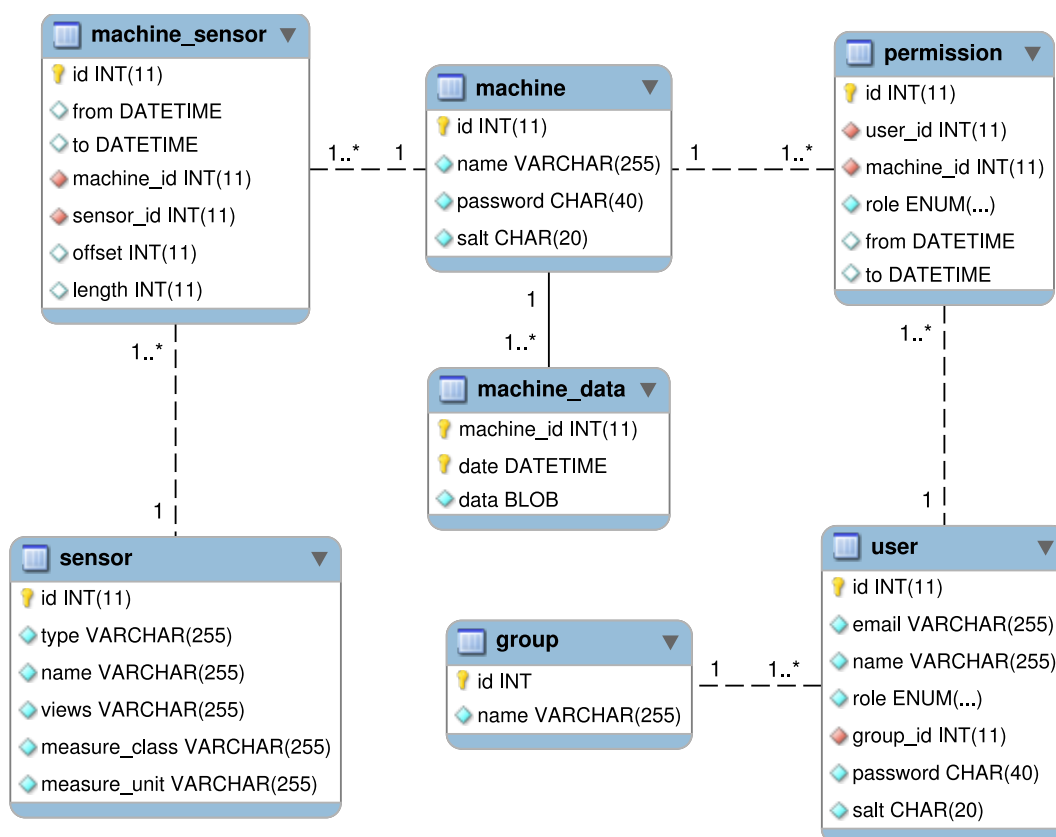 machine_sensor
id INT(11)
from DATETIME
to DATETIME
machine_id INT(11)
sensor_id INT(11)
offset INT(11)
length INT(11)
1..*
1
machine
id INT(11)
name VARCHAR(255)
password CHAR(40)
salt CHAR(20)
1
1..*
permission
id INT(11)
user_id INT(11)
machine_id INT(11)
role ENUM(...)
from DATETIME
to DATETIME
1..*
1
1
1..*
machine_data
machine_id INT(11)
date DATETIME
data BLOB
1..*
1
sensor
id INT(11)
type VARCHAR(255)
name VARCHAR(255)
views VARCHAR(255)
measure_class VARCHAR(255)
measure_unit VARCHAR(255)
group
id INT
name VARCHAR(255)
1
1..*
user
id INT(11)
email VARCHAR(255)
name VARCHAR(255)
role ENUM(...)
group_id INT(11)
password CHAR(40)
salt CHAR(20)